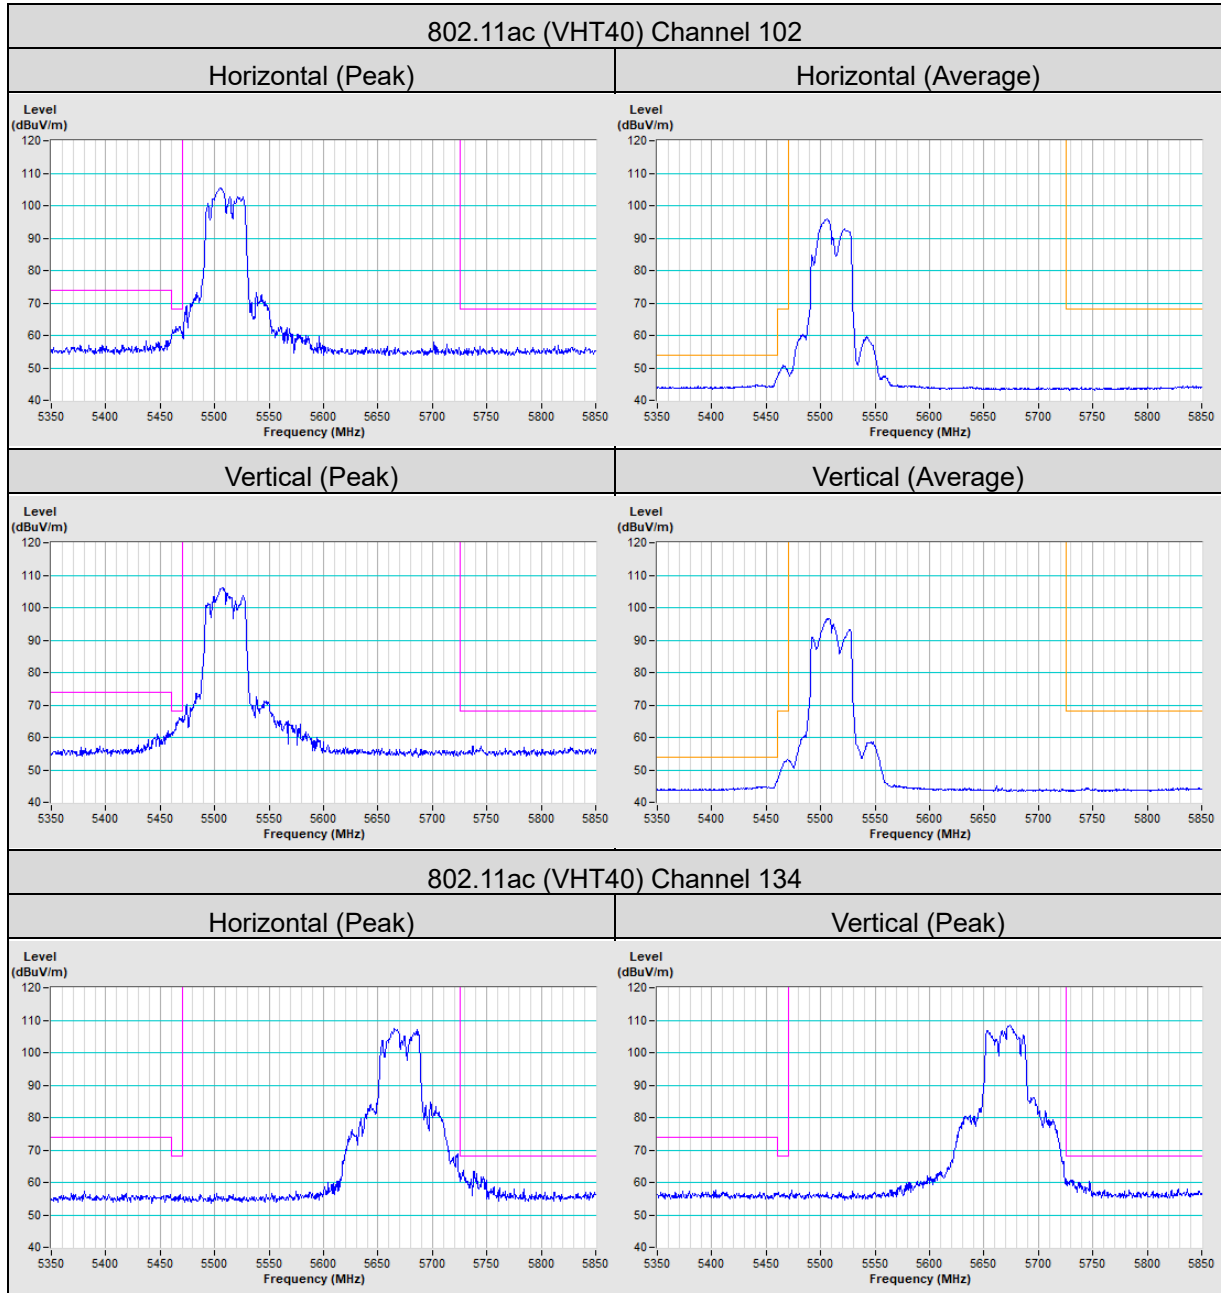 802.11ac (VHT40) Channel 102
Horizontal (Peak) Horizontal (Average)
Level Level
(dBuV/m) (dBuV/m)
120 120
110 110
100 100
90 90
80 80
70 70
60 60
50 50
40 40
5350 5400 5450 5500 5550 5600 5650 5700 5750 5800 5850 5350 5400 5450 5500 5550 5600 5650 5700 5750 5800 5850
Frequency (MHz) Frequency (MHz)
Vertical (Peak) Vertical (Average)
Level Level
(dBuV/m) (dBuV/m)
120 120
110 110
100 100
90 90
80 80
70 70
60 60
50 50
40 40
5350 5400 5450 5500 5550 5600 5650 5700 5750 5800 5850 5350 5400 5450 5500 5550 5600 5650 5700 5750 5800 5850
Frequency (MHz) Frequency (MHz)
802.11ac (VHT40) Channel 134
Horizontal (Peak) Vertical (Peak)
Level Level
(dBuV/m) (dBuV/m)
120 120
110 110
100 100
90 90
80 80
70 70
60 60
50 50
40 40
5350 5400 5450 5500 5550 5600 5650 5700 5750 5800 5850 5350 5400 5450 5500 5550 5600 5650 5700 5750 5800 5850
Frequency (MHz) Frequency (MHz)